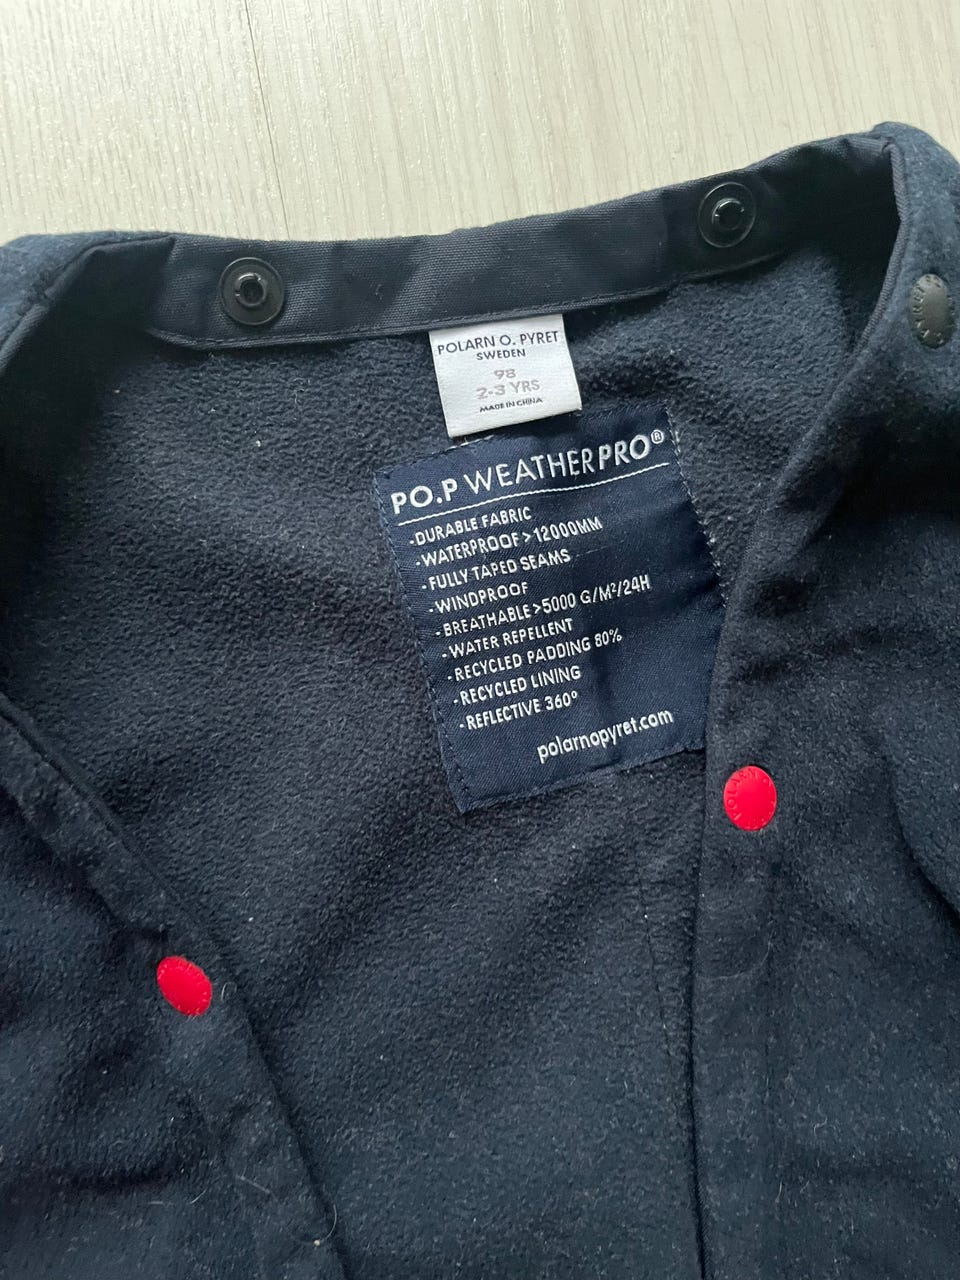 POLARN O. PYRET
SWEDEN
98
2-3 YRS
MADE IN CHINA
PO.P WEATHERPRO®
-DURABLE FABRIC
-WATERPROOF>12000MM
-FULLY TAPED SEAMS
-WINDPROOF
-BREATHABLE>5000 G/M²/24H
-WATER REPELLENT
-RECYCLED PADDING 80%
-RECYCLED LINING
-REFLECTIVE 360°
polarnopyret.com
POLARN